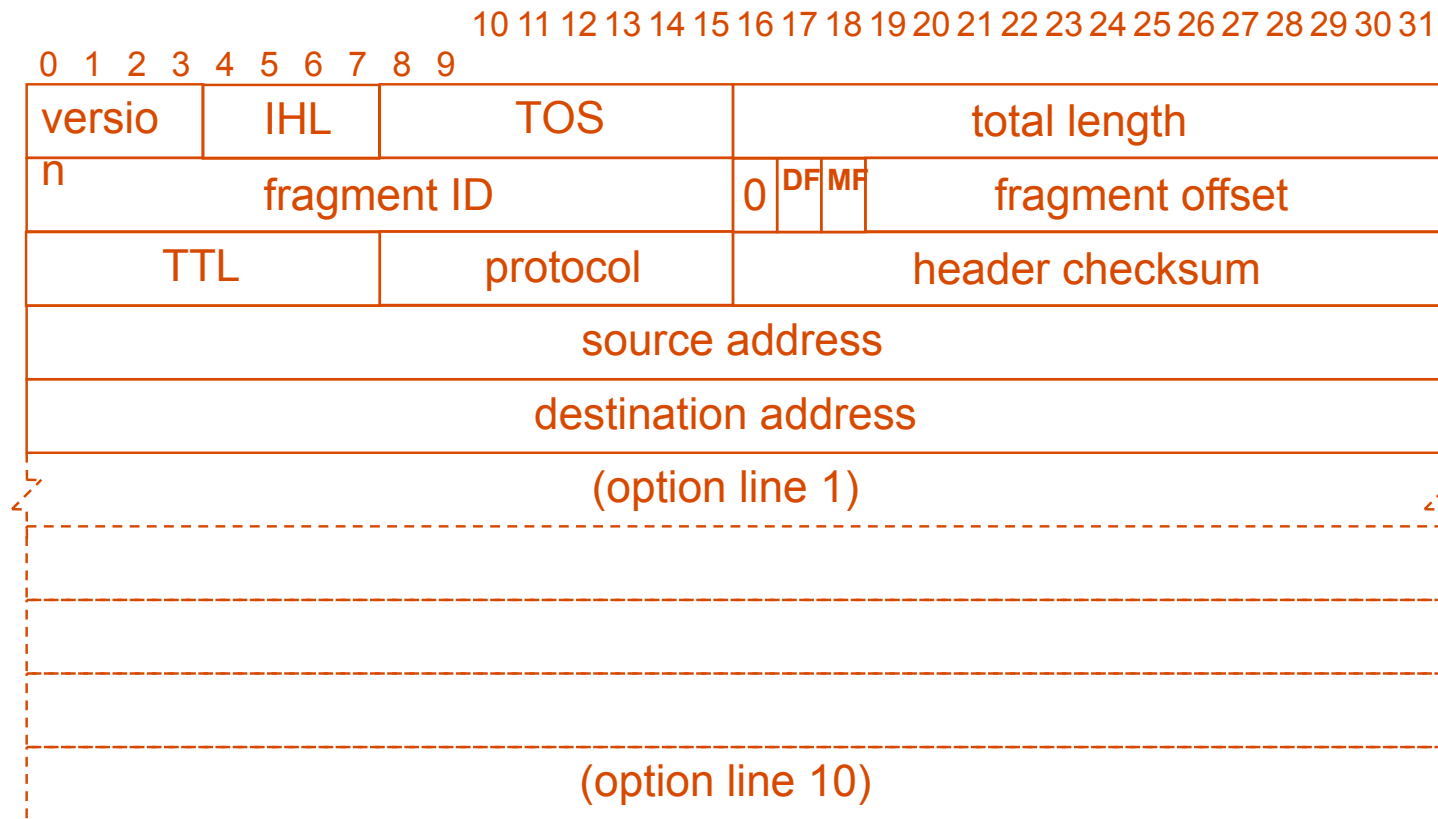 10 11 12 13 14 15 16 17 18 19 20 21 22 23 24 25 26 27 28 29 30 31
0 1 2 3 4 5 6 7 8 9
versio IHL TOS total length
n
fragment ID 0 DF MF fragment offset
TTL protocol header checksum
source address
destination address
(option line 1)
(option line 10)